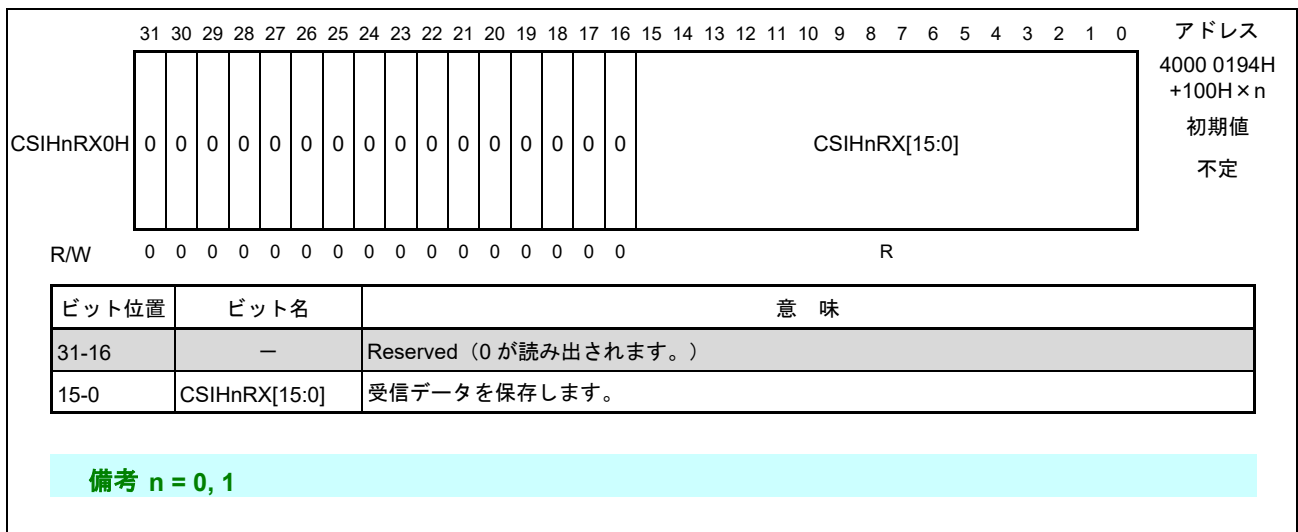 31 30 29 28 27 26 25 24 23 22 21 20 19 18 17 16 15 14 13 12 11 10 9 8 7 6 5 4 3 2 1 0 アドレス
4000 0194H
+100H×n
CSIHnRX0H 0 0 0 0 0 0 0 0 0 0 0 0 0 0 0 0 CSIHnRX[15:0]
初期値
不定
R/W 0 0 0 0 0 0 0 0 0 0 0 0 0 0 0 0 R
ビット位置 ビット名 意 味
31-16 － Reserved（0 が読み出されます。）
15-0 CSIHnRX[15:0] 受信データを保存します。
備考 n = 0, 1